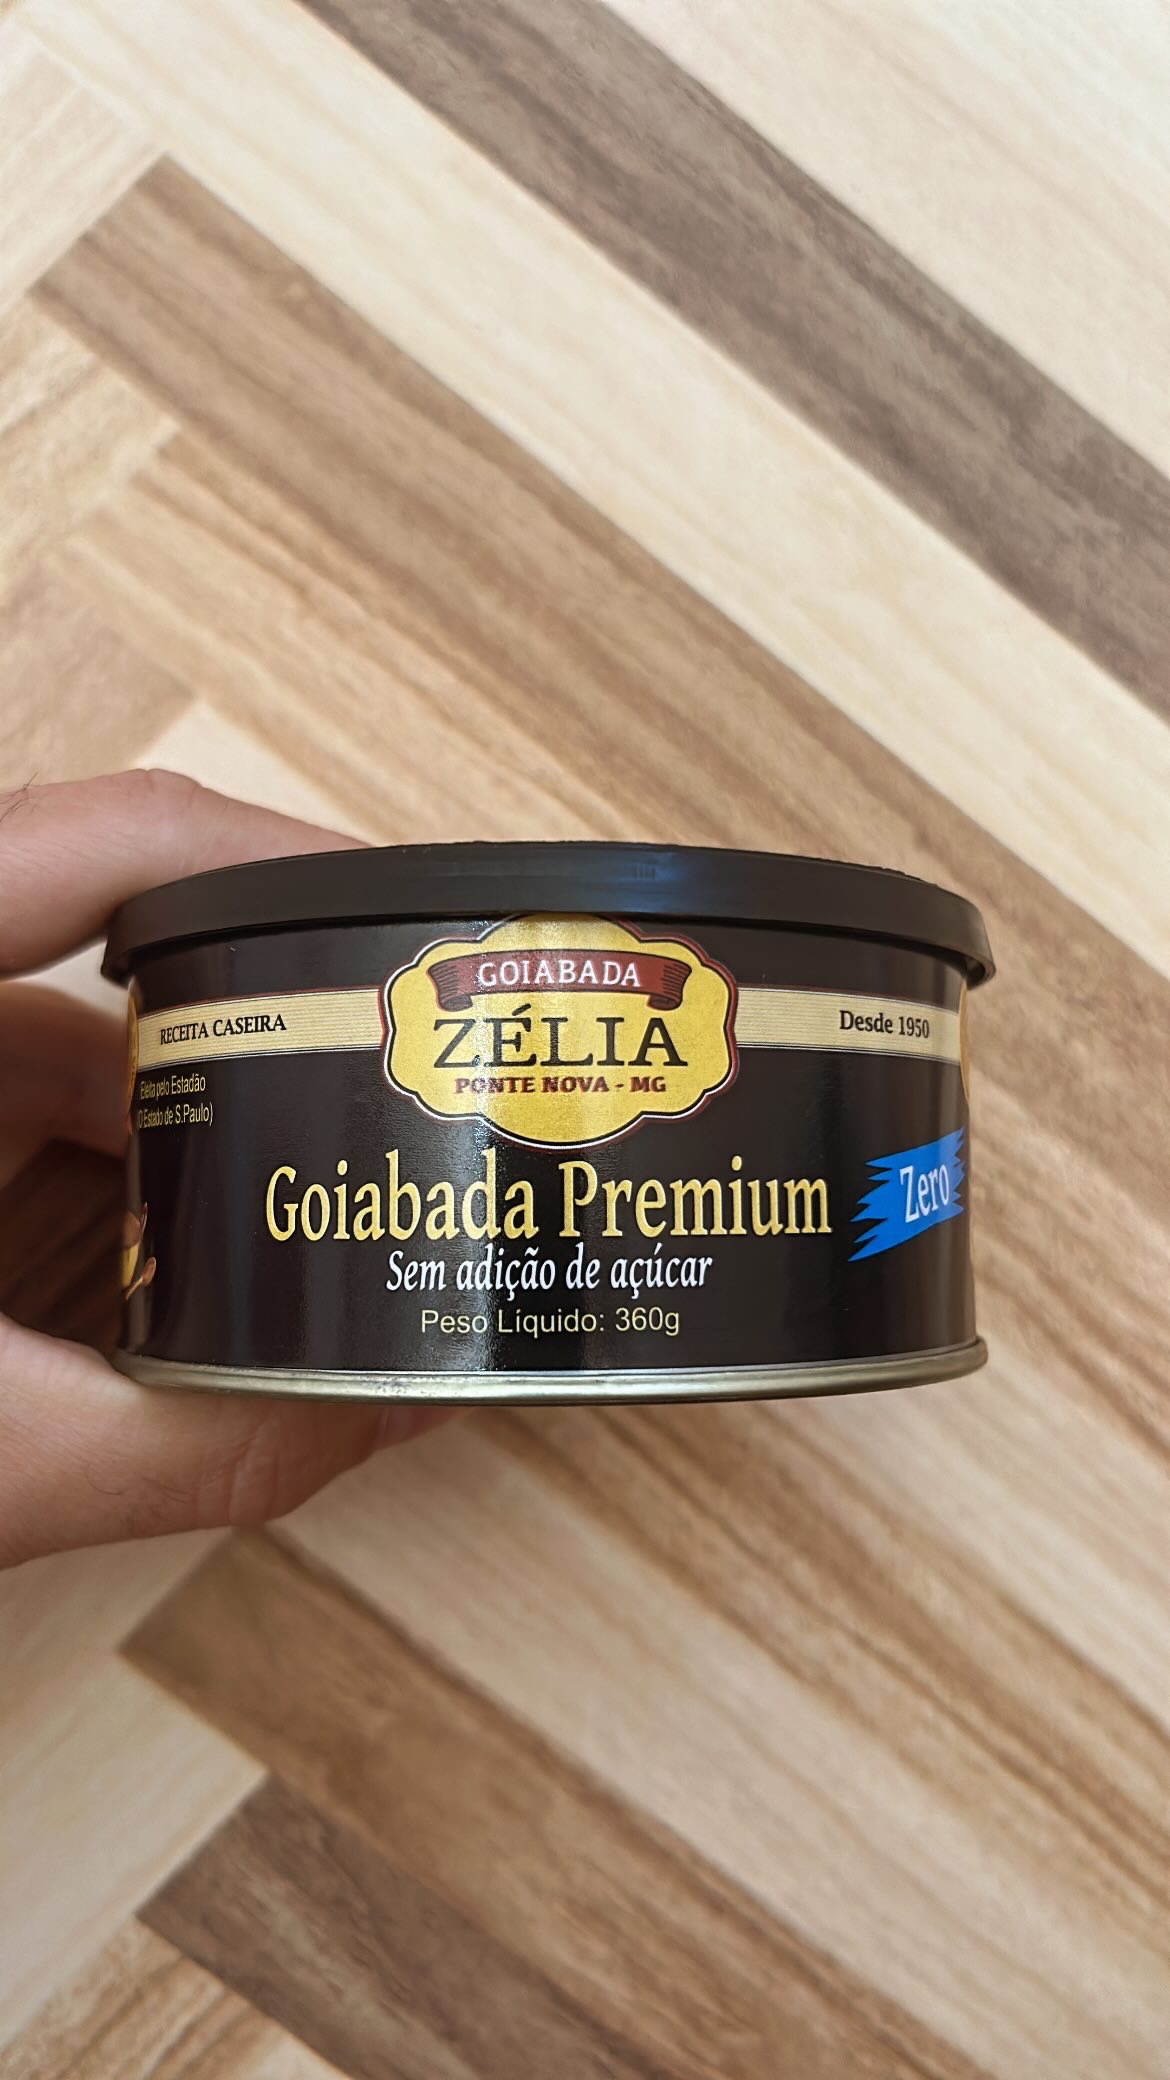 GOIABADA
ZÉLIA
PONTE NOVA - MG
RECEITA CASEIRA
Desde 1950
Eleita pelo Estadão
(O Estado de S.Paulo)
Goiabada Premium
Zero
Sem adição de açúcar
Peso Líquido: 360g